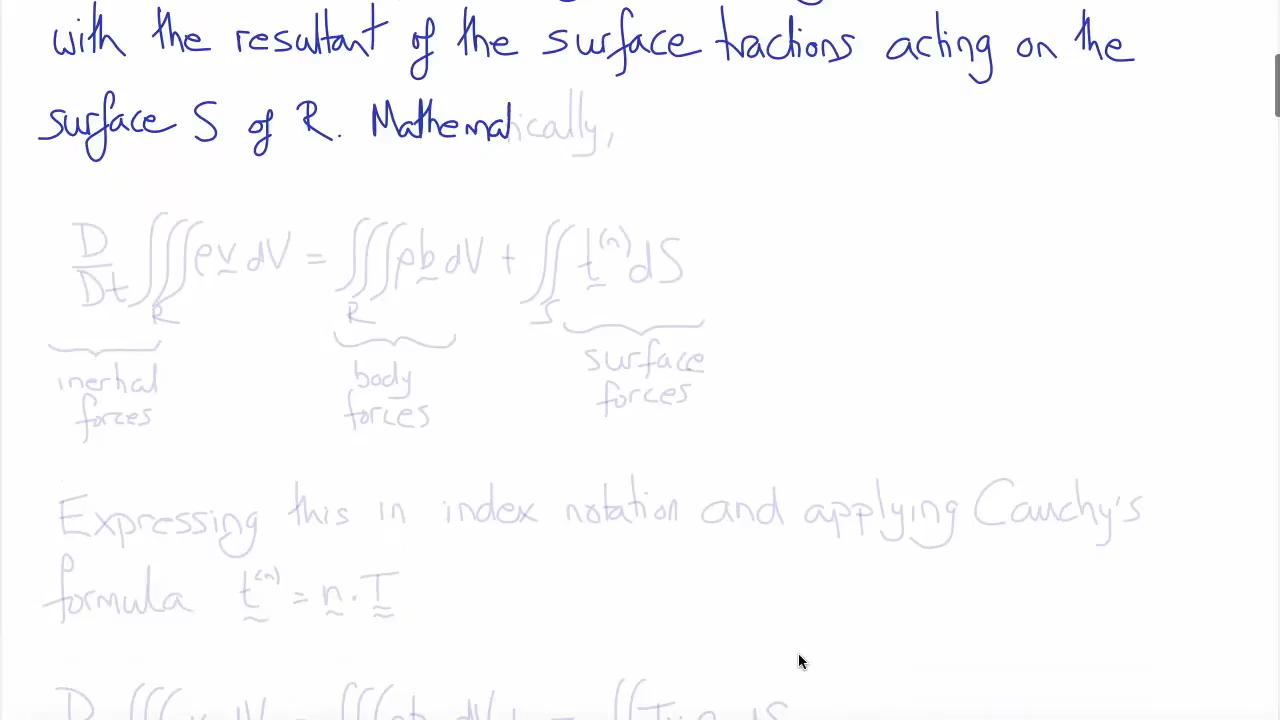 with the resultant of the surface tractions acting on the
surface S of R. Mathematically,
D/Dt ∭_R ρv dV = ∭_R ρb dV + ∬_S t^(n) dS
inertial forces
body forces
surface forces
Expressing this in index notation and applying Cauchy's
formula t^(n) = n · T